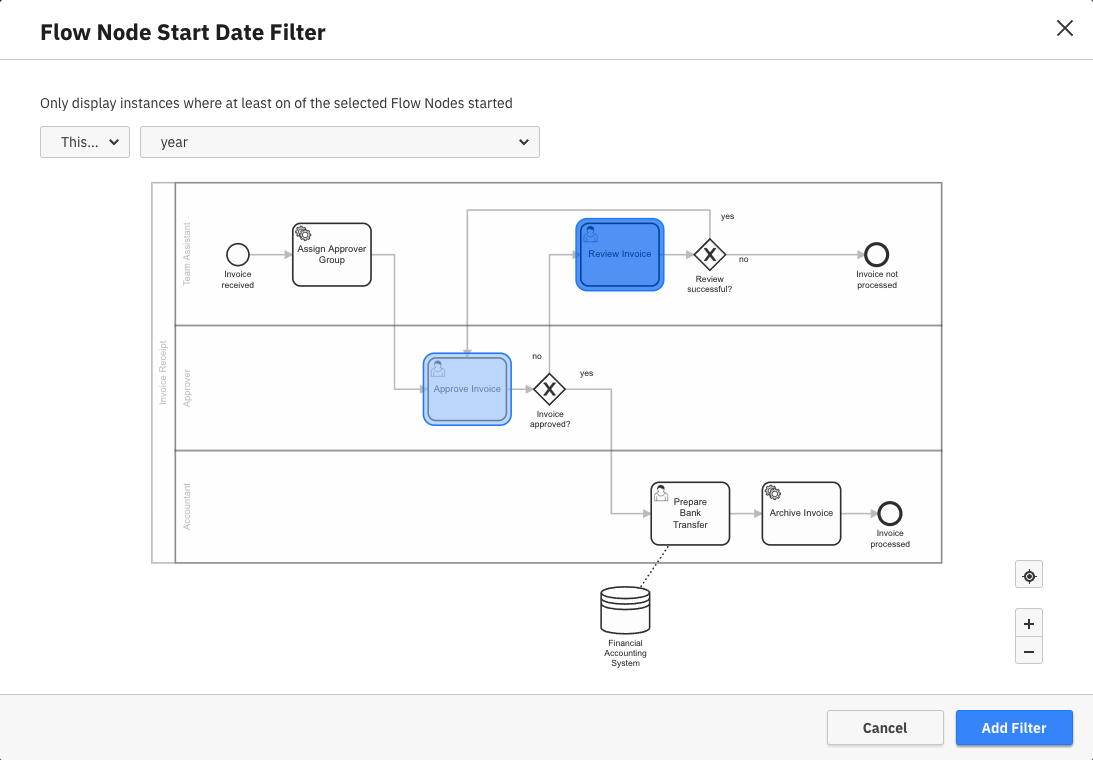 Flow Node Start Date Filter
Only display instances where at least on of the selected Flow Nodes started
This...
year
Invoice Receipt
Team Assistant
Invoice
received
Assign Approver
Group
Review Invoice
yes
no
Review
successful?
Invoice not
processed
Approver
Approve Invoice
no
yes
Invoice
approved?
Accountant
Prepare
Bank
Transfer
Archive Invoice
Invoice
processed
Financial
Accounting
System
Cancel
Add Filter